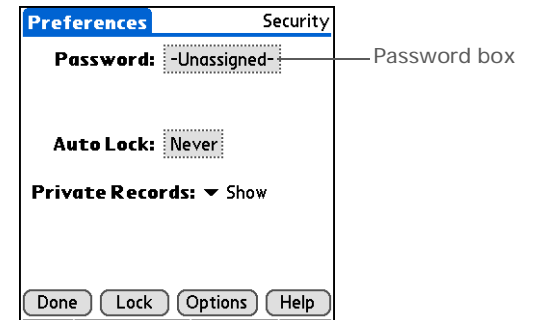 Preferences Security
Password: -Unassigned- Password box
Auto Lock: Never
Private Records: Show
Done Lock Options Help